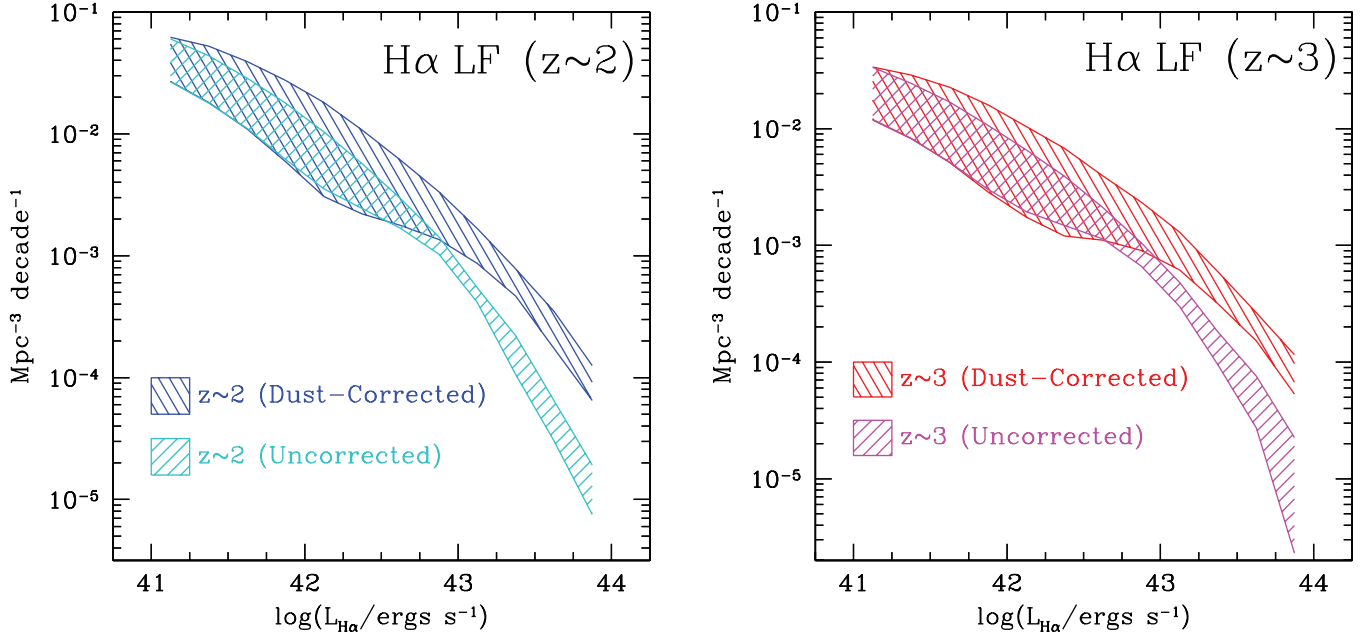 Hα LF (z~2)
10⁻¹
10⁻²
10⁻³
10⁻⁴
10⁻⁵
Mpc⁻³ decade⁻¹
z~2 (Dust-Corrected)
z~2 (Uncorrected)
41 42 43 44
log(L_Hα/ergs s⁻¹)
Hα LF (z~3)
10⁻¹
10⁻²
10⁻³
10⁻⁴
10⁻⁵
Mpc⁻³ decade⁻¹
z~3 (Dust-Corrected)
z~3 (Uncorrected)
41 42 43 44
log(L_Hα/ergs s⁻¹)